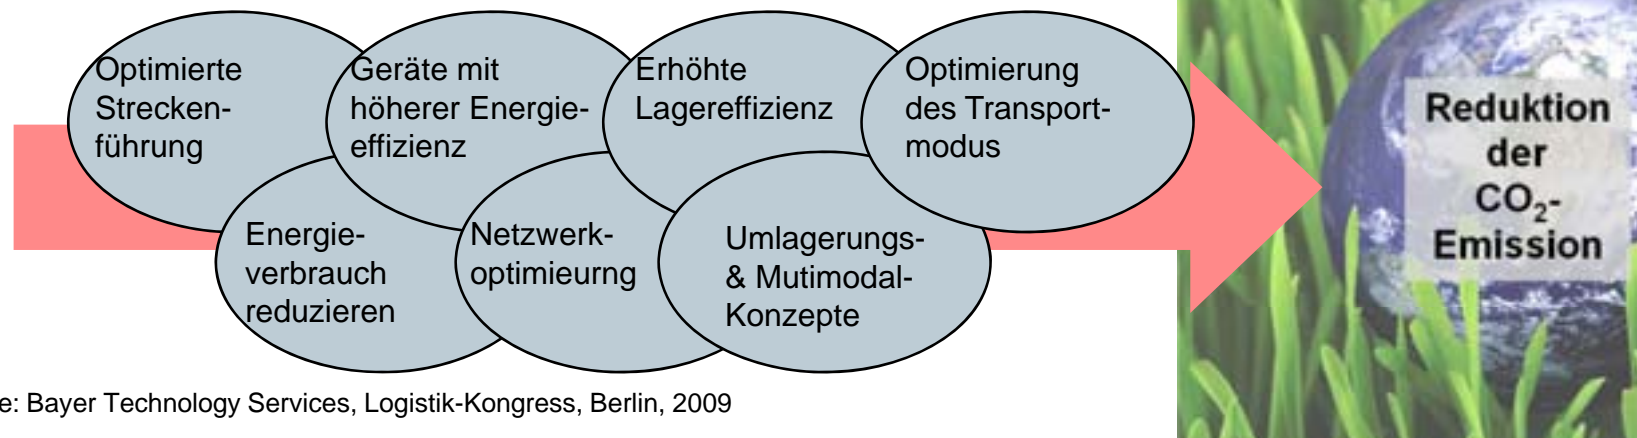 Optimierte
Strecken-
führung
Geräte mit
höherer Energie-
effizienz
Erhöhte
Lagereffizienz
Optimierung
des Transport-
modus
Energie-
verbrauch
reduzieren
Netzwerk-
optimieurng
Umlagerungs-
& Mutimodal-
Konzepte
Reduktion
der
CO₂-
Emission
e: Bayer Technology Services, Logistik-Kongress, Berlin, 2009